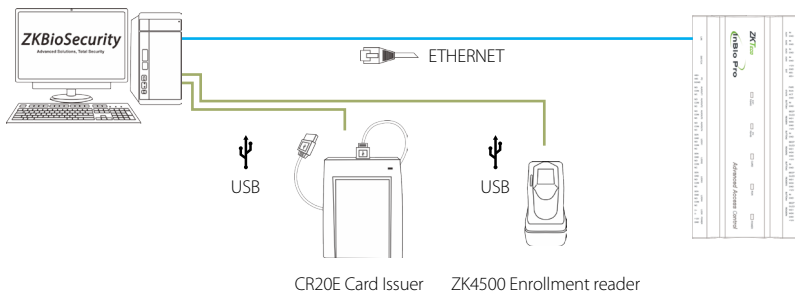 ZKBioSecurity
Advanced Solutions, Total Security
ETHERNET
USB
USB
CR20E Card Issuer
ZK4500 Enrollment reader
ZKTeco
inBio Pro
Advanced Access Control